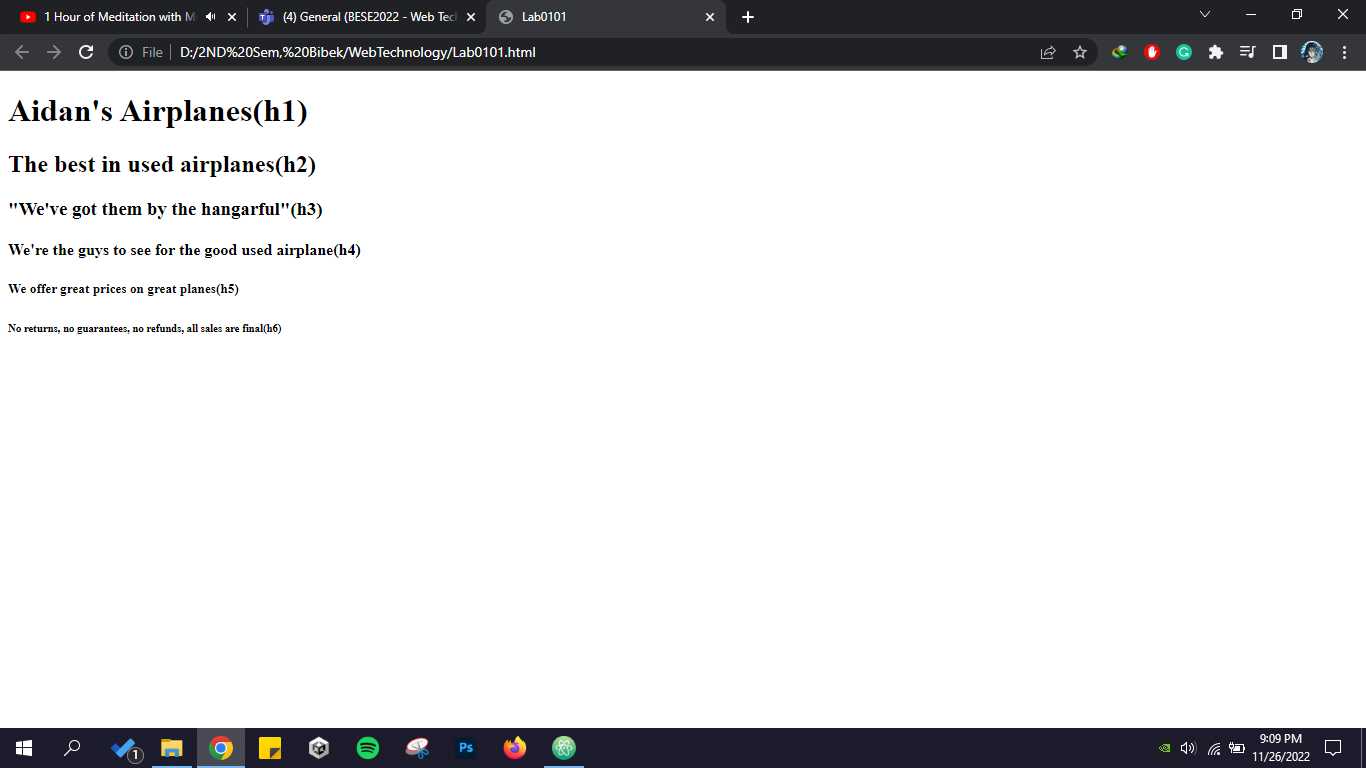 1 Hour of Meditation with M
(4) General (BESE2022 - Web Tec
Lab0101
File
D:/2ND%20Sem,%20Bibek/WebTechnology/Lab0101.html
Aidan's Airplanes(h1)
The best in used airplanes(h2)
"We've got them by the hangarful"(h3)
We're the guys to see for the good used airplane(h4)
We offer great prices on great planes(h5)
No returns, no guarantees, no refunds, all sales are final(h6)
1
Ps
9:09 PM
11/26/2022